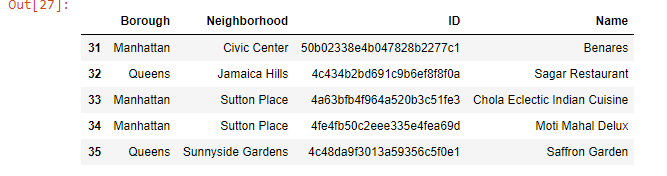 Out[27]:
Borough Neighborhood ID Name
31 Manhattan Civic Center 50b02338e4b047828b2277c1 Benares
32 Queens Jamaica Hills 4c434b2bd691c9b6ef8f8f0a Sagar Restaurant
33 Manhattan Sutton Place 4a63bfb4f964a520b3c51fe3 Chola Eclectic Indian Cuisine
34 Manhattan Sutton Place 4fe4fb50c2eee335e4fea69d Moti Mahal Delux
35 Queens Sunnyside Gardens 4c48da9f3013a59356c5f0e1 Saffron Garden